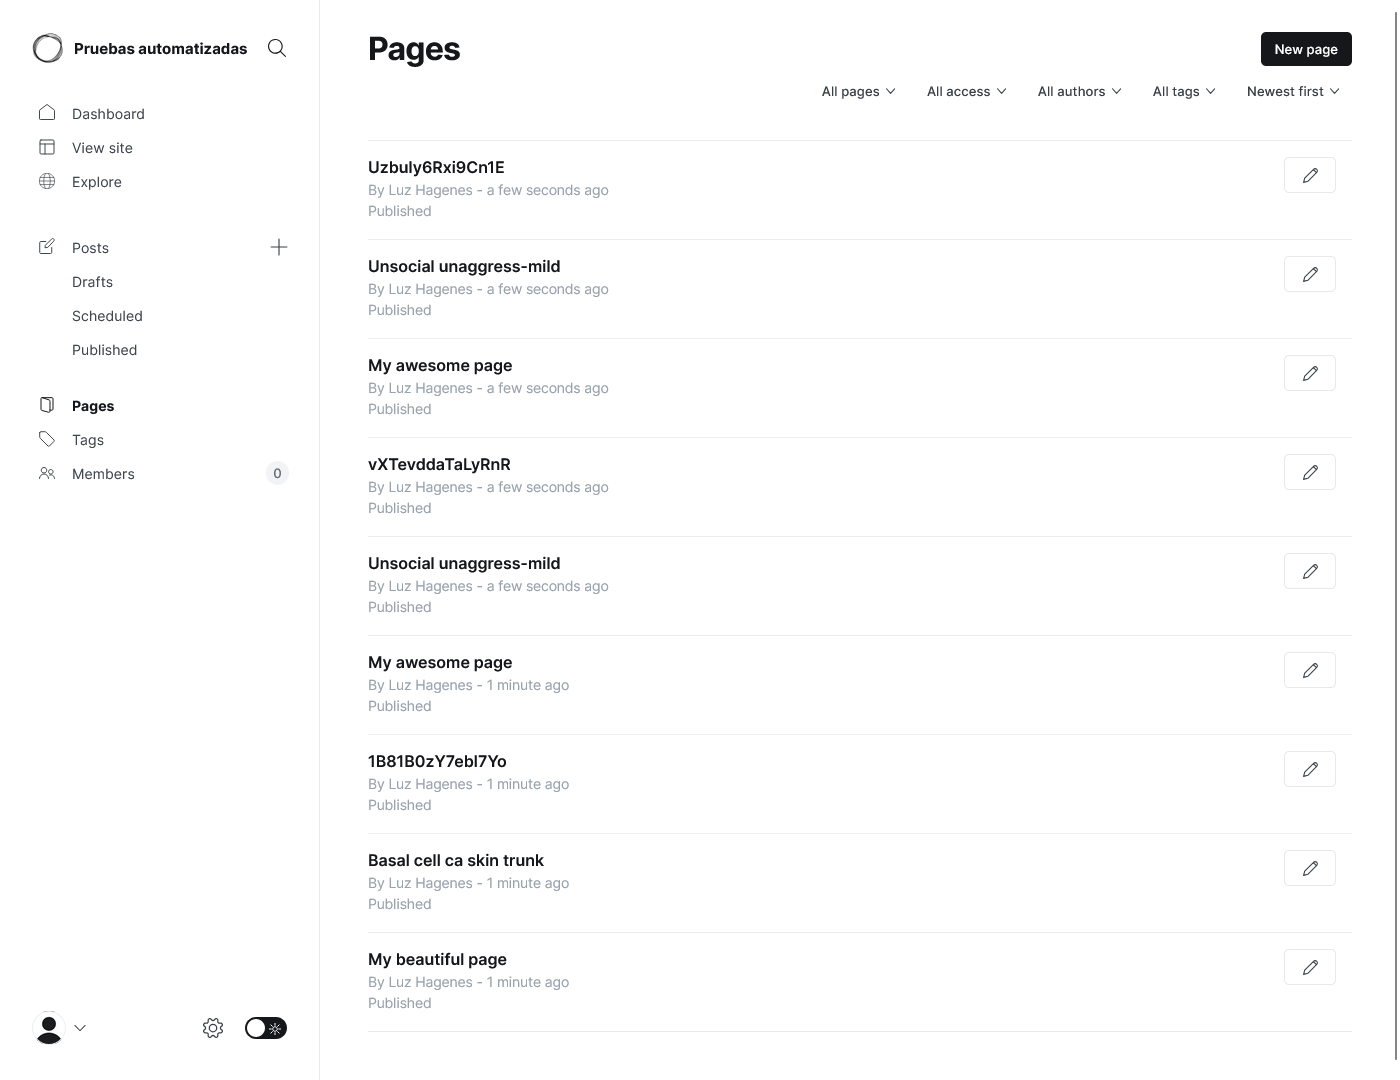 Pruebas automatizadas
Dashboard
View site
Explore
Posts
Drafts
Scheduled
Published
Pages
Tags
Members 0
Pages
New page
All pages All access All authors All tags Newest first
Uzbuly6Rxi9Cn1E
By Luz Hagenes - a few seconds ago
Published
Unsocial unaggress-mild
By Luz Hagenes - a few seconds ago
Published
My awesome page
By Luz Hagenes - a few seconds ago
Published
vXTevddaTaLyRnR
By Luz Hagenes - a few seconds ago
Published
Unsocial unaggress-mild
By Luz Hagenes - a few seconds ago
Published
My awesome page
By Luz Hagenes - 1 minute ago
Published
1B81B0zY7ebI7Yo
By Luz Hagenes - 1 minute ago
Published
Basal cell ca skin trunk
By Luz Hagenes - 1 minute ago
Published
My beautiful page
By Luz Hagenes - 1 minute ago
Published